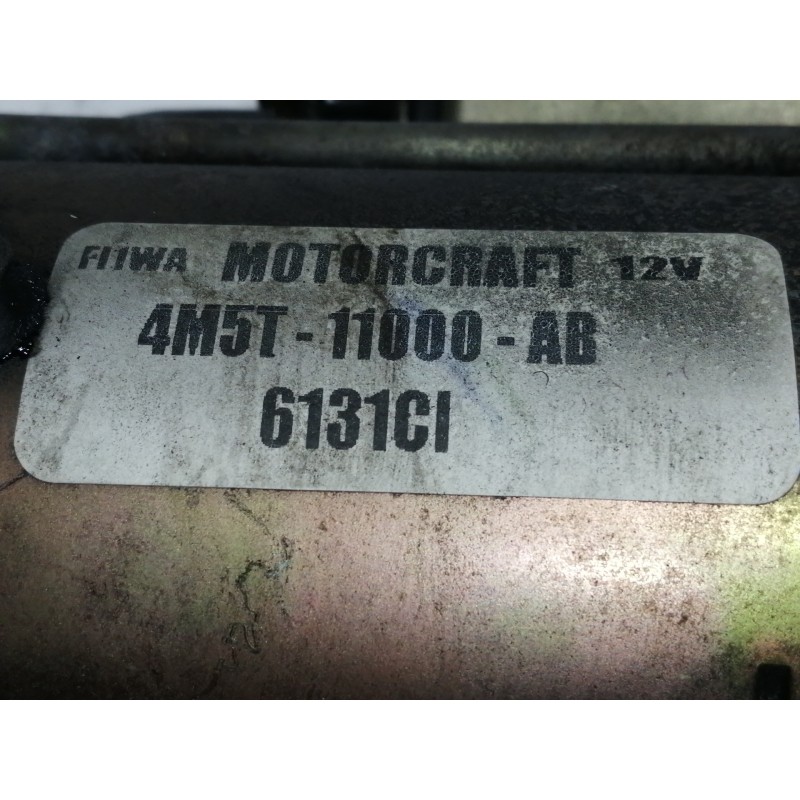 FI1WA MOTORCRAFT 12V
4M5T-11000-AB
6131CI